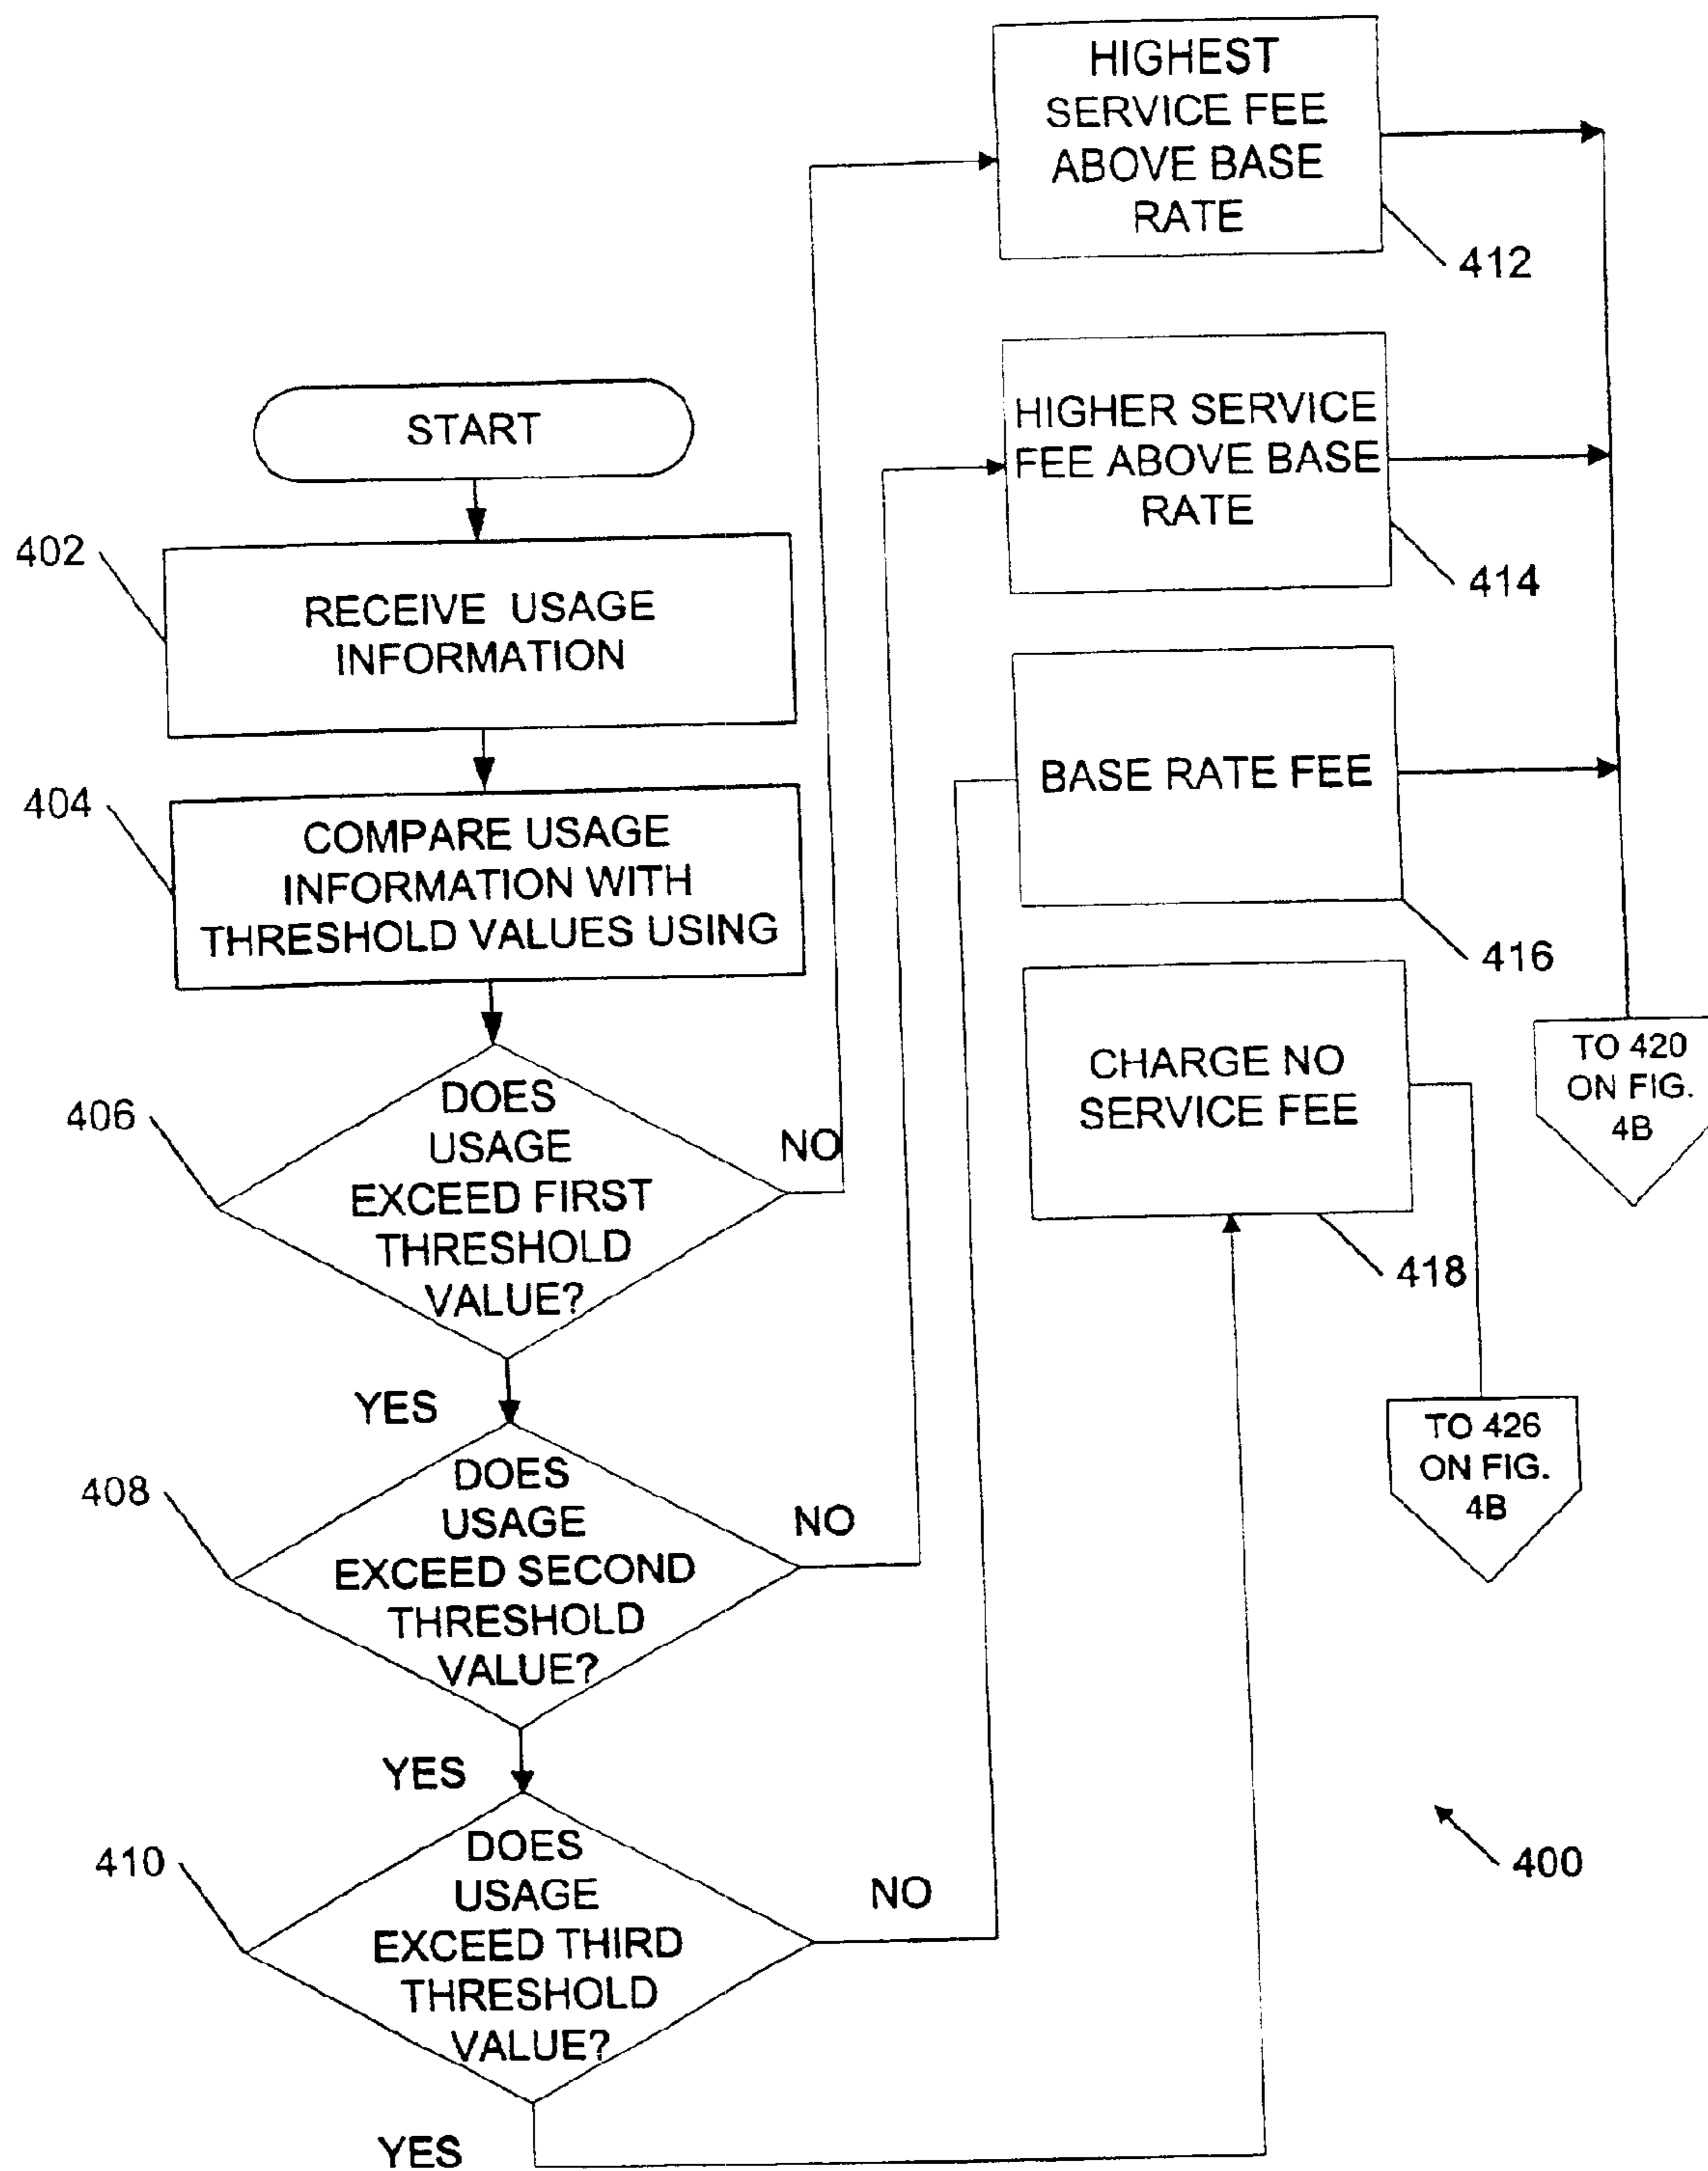 START
402
RECEIVE USAGE
INFORMATION
404
COMPARE USAGE
INFORMATION WITH
THRESHOLD VALUES USING
406
DOES
USAGE
EXCEED FIRST
THRESHOLD
VALUE?
NO
YES
408
DOES
USAGE
EXCEED SECOND
THRESHOLD
VALUE?
NO
YES
410
DOES
USAGE
EXCEED THIRD
THRESHOLD
VALUE?
NO
YES
HIGHEST
SERVICE FEE
ABOVE BASE
RATE
412
HIGHER SERVICE
FEE ABOVE BASE
RATE
414
BASE RATE FEE
416
CHARGE NO
SERVICE FEE
418
TO 420
ON FIG.
4B
TO 426
ON FIG.
4B
400